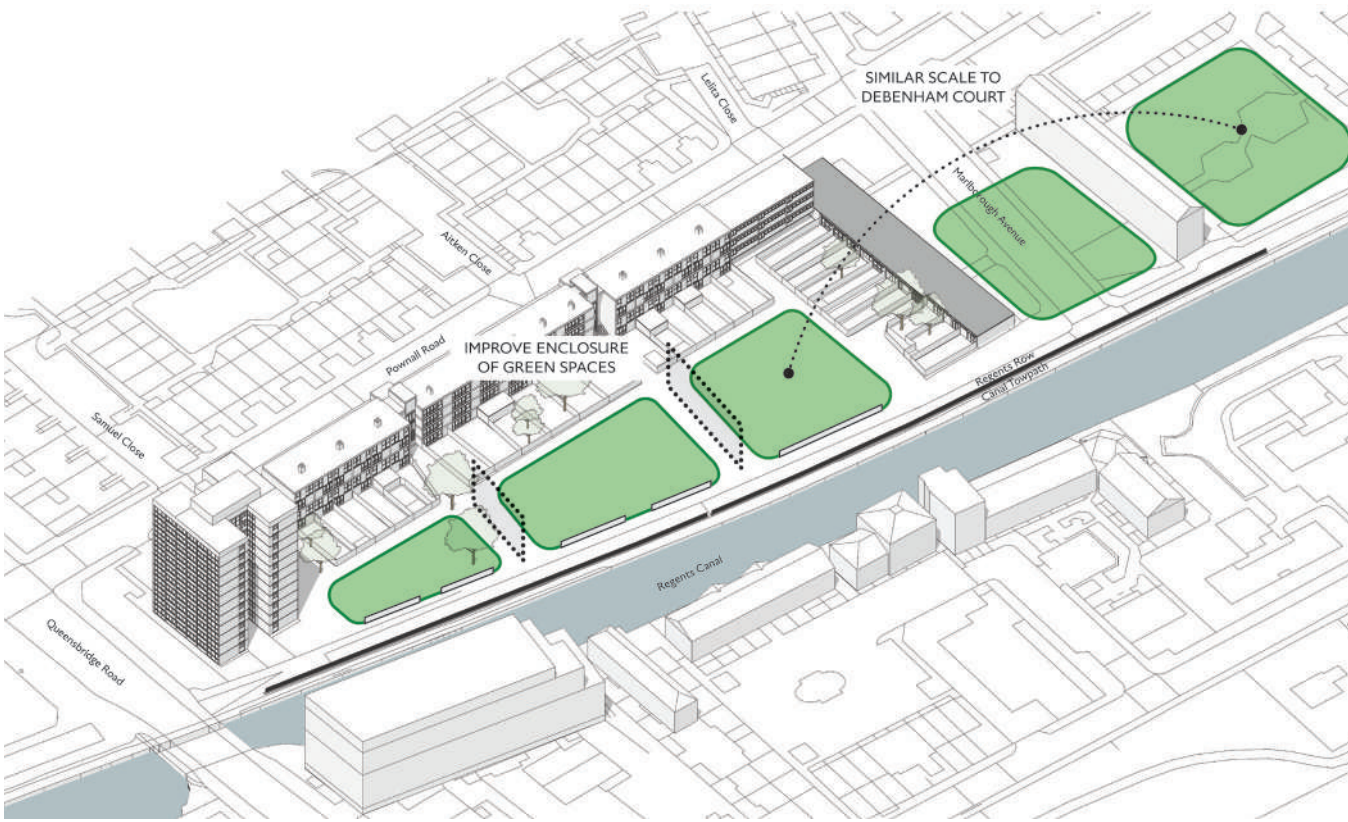 SIMILAR SCALE TO
DEBENHAM COURT
Lelita Close
Marlborough Avenue
Aitken Close
IMPROVE ENCLOSURE
OF GREEN SPACES
Pownall Road
Regents Row
Canal Towpath
Samuel Close
Regents Canal
Queensbridge Road